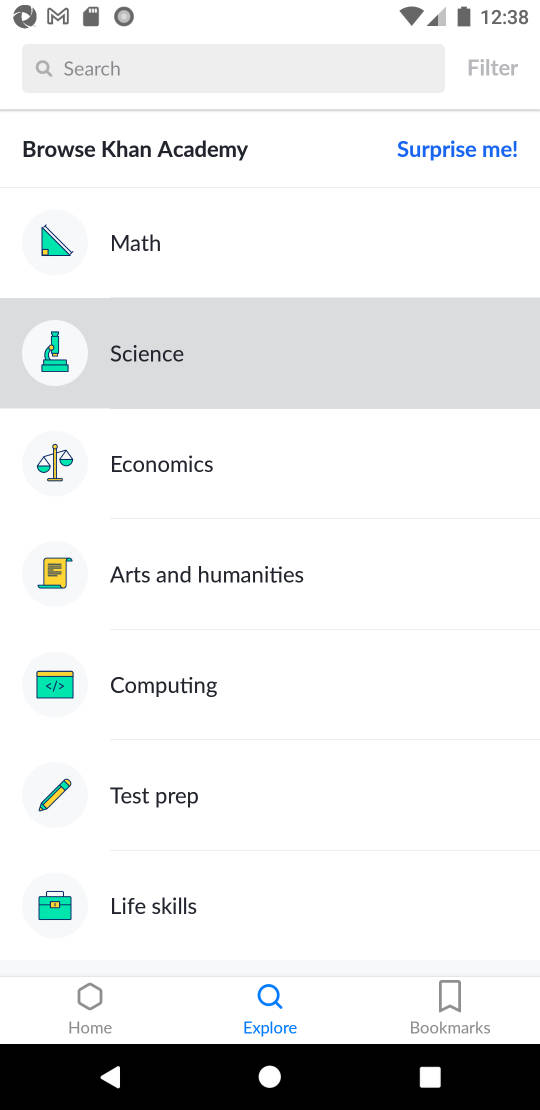 12:38
Search
Filter
Browse Khan Academy
Surprise me!
Math
Science
Economics
Arts and humanities
</>
Computing
Test prep
Life skills
Home
Explore
Bookmarks